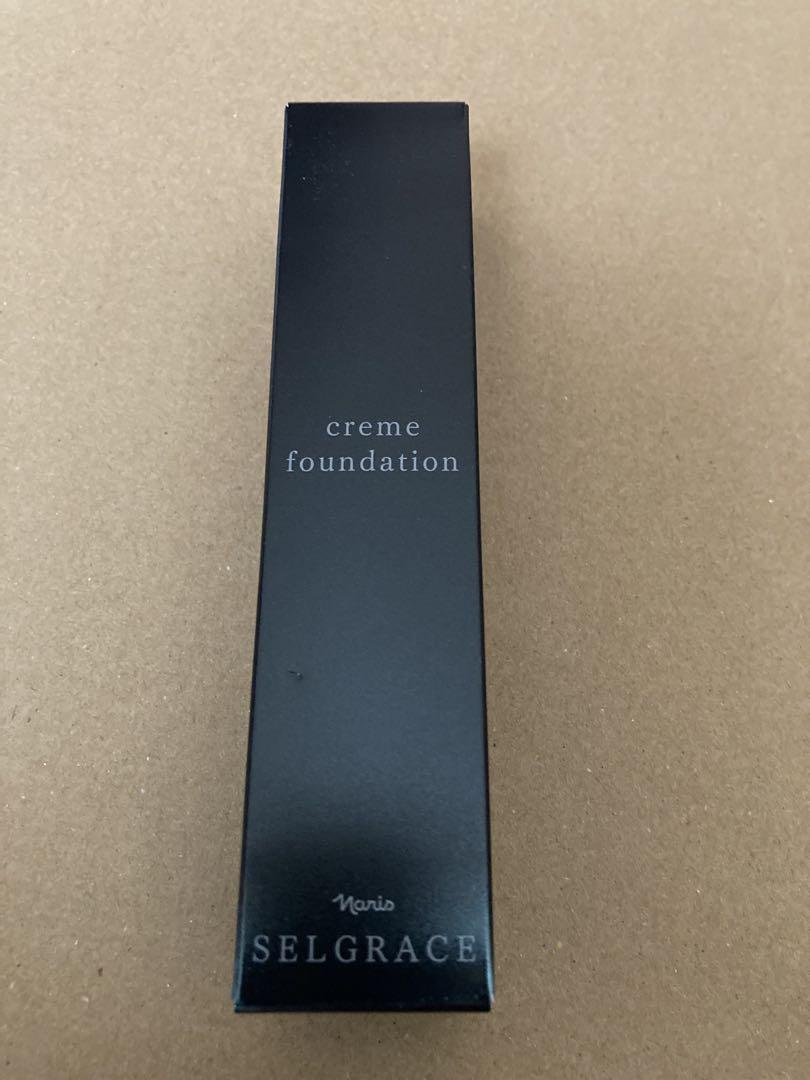 creme
foundation
Naris
SELGRACE